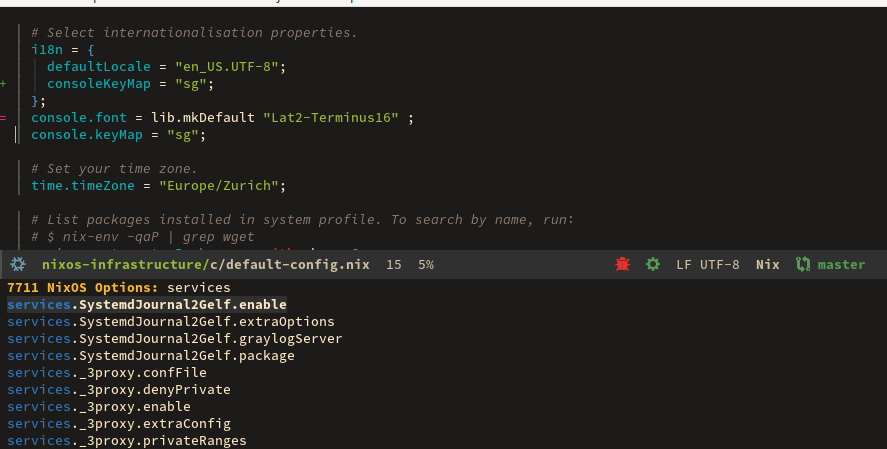 # Select internationalisation properties.
i18n = {
defaultLocale = "en_US.UTF-8";
+ consoleKeyMap = "sg";
};
= console.font = lib.mkDefault "Lat2-Terminus16" ;
console.keyMap = "sg";
# Set your time zone.
time.timeZone = "Europe/Zurich";
# List packages installed in system profile. To search by name, run:
# $ nix-env -qaP | grep wget
nixos-infrastructure/c/default-config.nix 15 5% LF UTF-8 Nix master
7711 NixOS Options: services
services.SystemdJournal2Gelf.enable
services.SystemdJournal2Gelf.extraOptions
services.SystemdJournal2Gelf.graylogServer
services.SystemdJournal2Gelf.package
services._3proxy.confFile
services._3proxy.denyPrivate
services._3proxy.enable
services._3proxy.extraConfig
services._3proxy.privateRanges